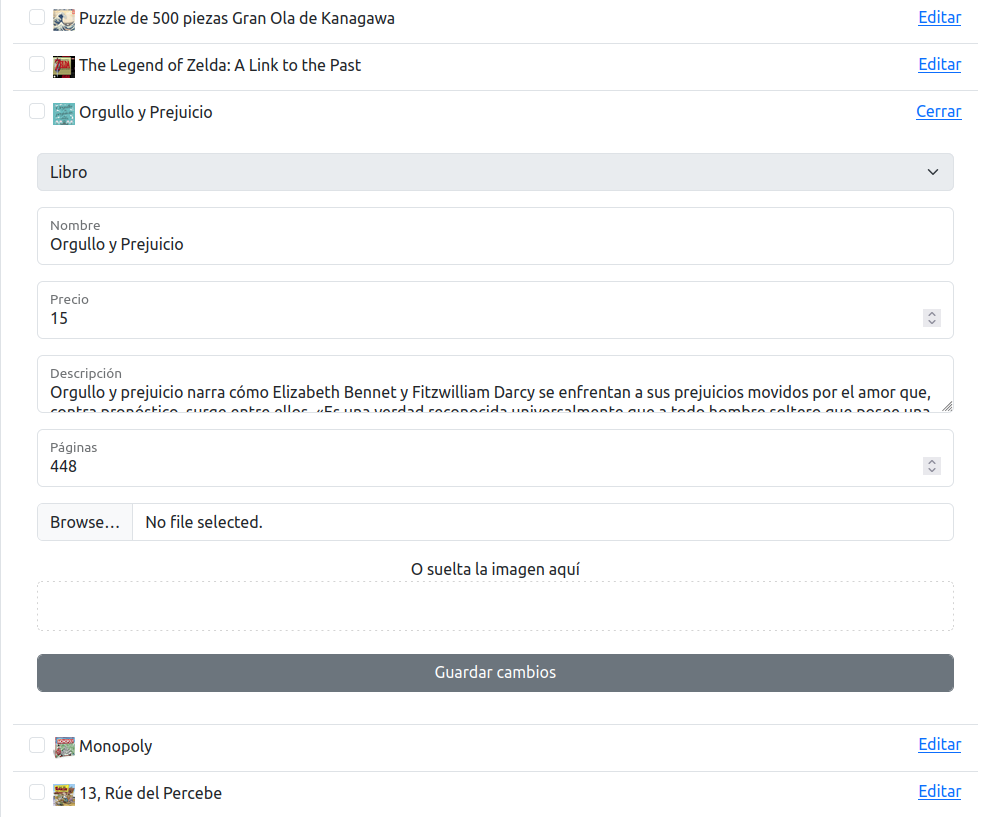 Puzzle de 500 piezas Gran Ola de Kanagawa Editar
The Legend of Zelda: A Link to the Past Editar
Orgullo y Prejuicio Cerrar
Libro
Nombre
Orgullo y Prejuicio
Precio
15
Descripción
Orgullo y prejuicio narra cómo Elizabeth Bennet y Fitzwilliam Darcy se enfrentan a sus prejuicios movidos por el amor que,
contra pronóstico, surge entre ellos. «Es una verdad reconocida universalmente que a todo hombre soltero que posee una
Páginas
448
Browse... No file selected.
O suelta la imagen aquí
Guardar cambios
Monopoly Editar
13, Rúe del Percebe Editar